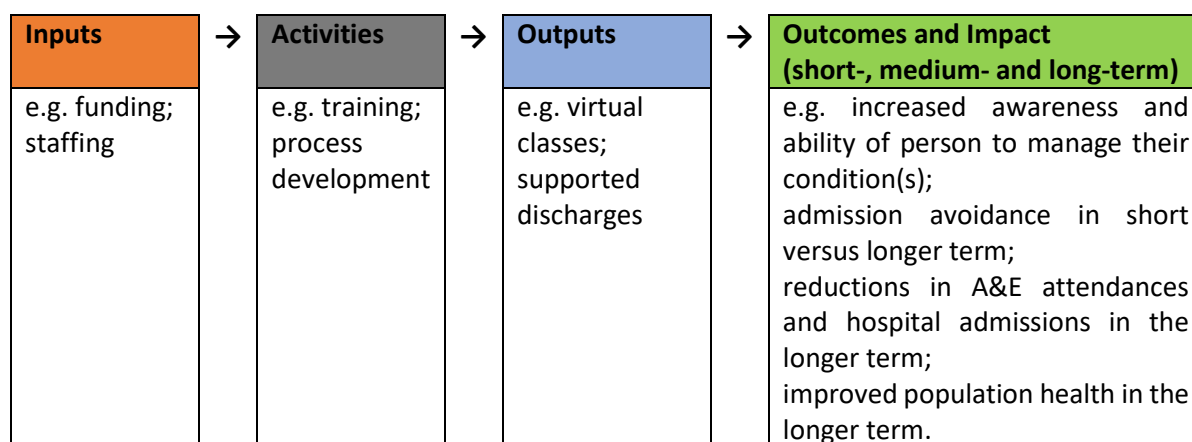 Inputs
→
Activities
→
Outputs
→
Outcomes and Impact
(short-, medium- and long-term)
e.g. funding;
staffing
e.g. training;
process
development
e.g. virtual
classes;
supported
discharges
e.g. increased awareness and
ability of person to manage their
condition(s);
admission avoidance in short
versus longer term;
reductions in A&E attendances
and hospital admissions in the
longer term;
improved population health in the
longer term.